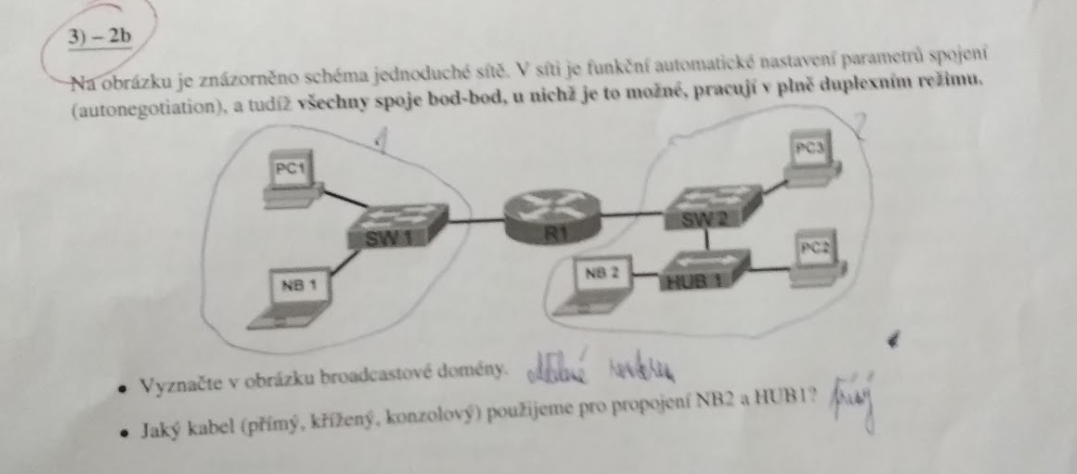 3) – 2b
Na obrázku je znázorněno schéma jednoduché sítě. V síti je funkční automatické nastavení parametrů spojení
(autonegotiation), a tudíž všechny spoje bod-bod, u nichž je to možné, pracují v plně duplexním režimu.
1
2
PC1
PC3
SW 1
R1
SW 2
NB 1
NB 2
HUB 1
PC2
• Vyznačte v obrázku broadcastové domény.
• Jaký kabel (přímý, křížený, konzolový) použijeme pro propojení NB2 a HUB1? přímý